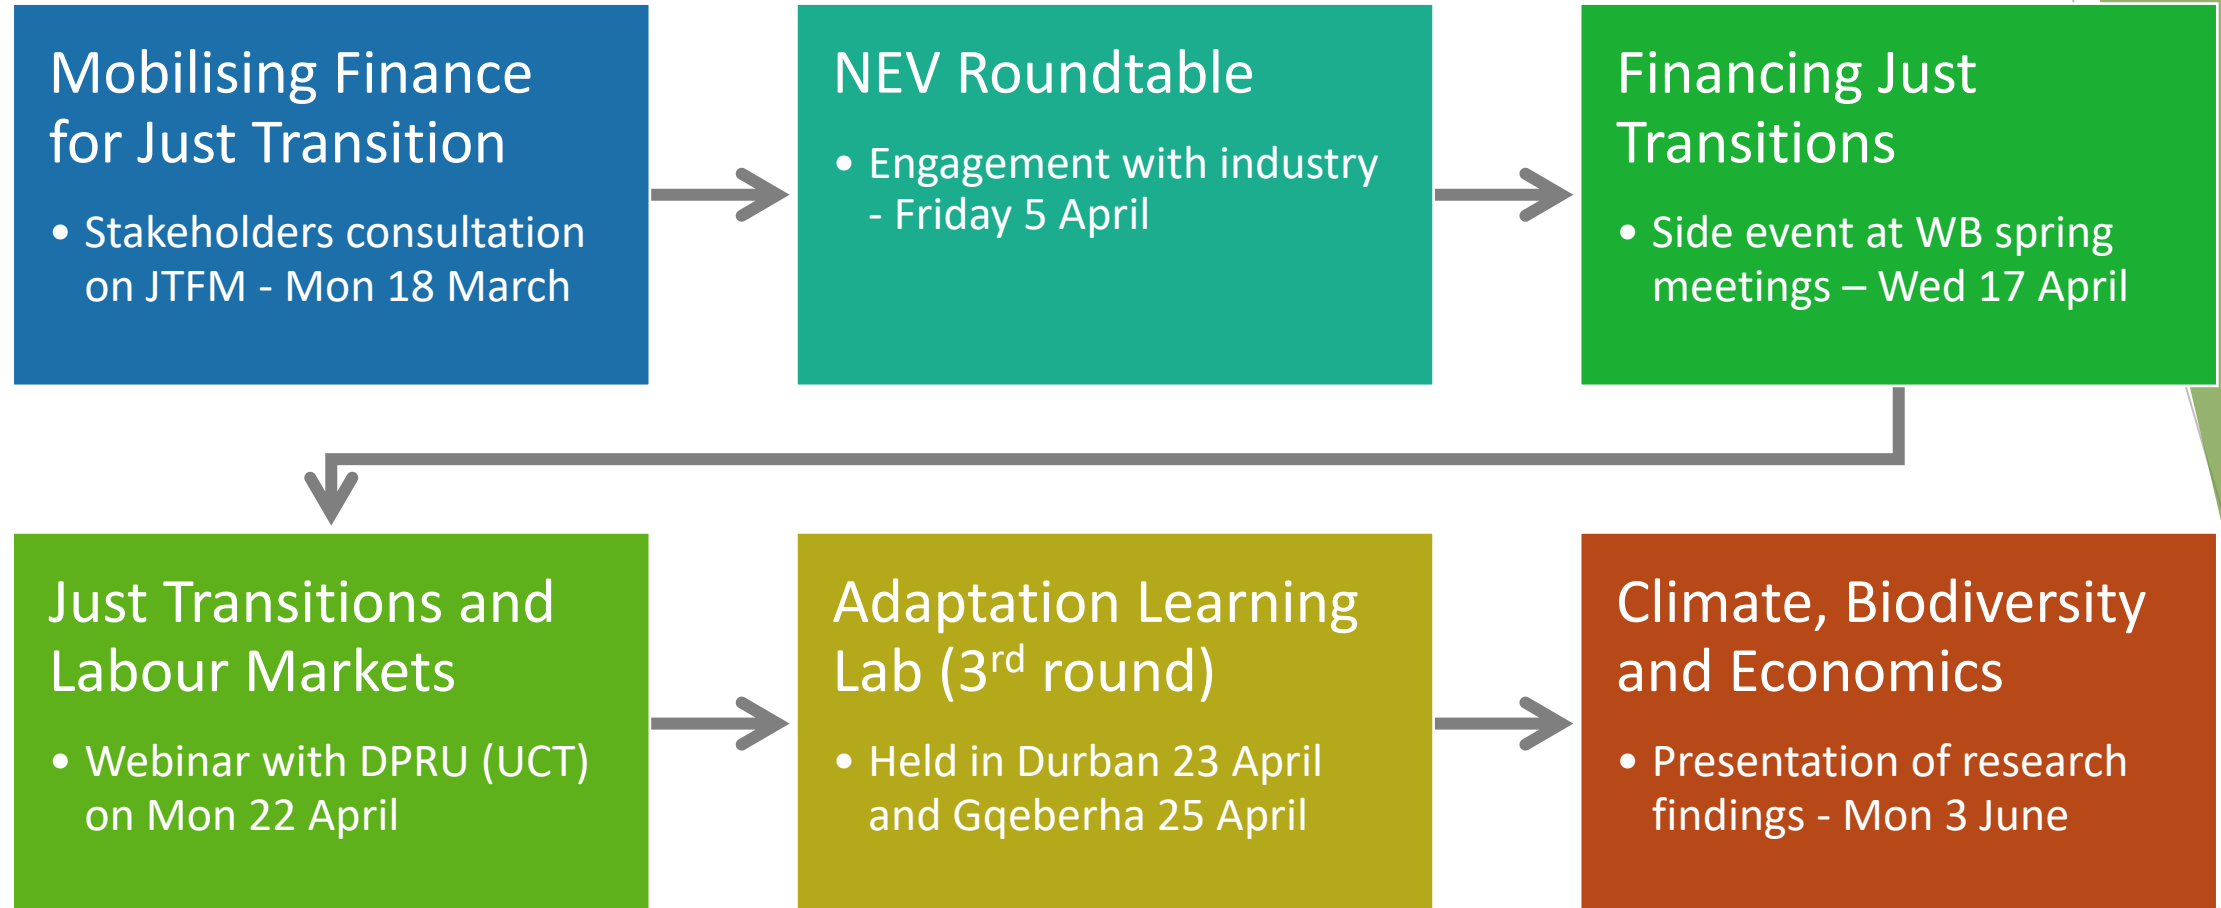 Mobilising Finance
for Just Transition
• Stakeholders consultation
on JTFM - Mon 18 March
NEV Roundtable
• Engagement with industry
- Friday 5 April
Financing Just
Transitions
• Side event at WB spring
meetings – Wed 17 April
Just Transitions and
Labour Markets
• Webinar with DPRU (UCT)
on Mon 22 April
Adaptation Learning
Lab (3rd round)
• Held in Durban 23 April
and Gqeberha 25 April
Climate, Biodiversity
and Economics
• Presentation of research
findings - Mon 3 June